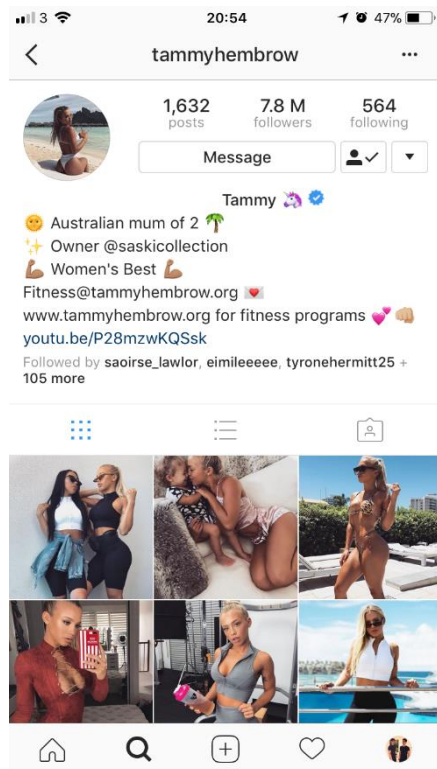 3 20:54 47%
tammyhembrow
1,632 7.8 M 564
posts followers following
Message
Tammy 🦄
🌞 Australian mum of 2 🌴
✨ Owner @saskicollection
💪🏽 Women's Best 💪🏽
Fitness@tammyhembrow.org 💌
www.tammyhembrow.org for fitness programs 💕 👊🏼
youtu.be/P28mzwKQSsk
Followed by saoirse_lawlor, eimileeeee, tyronehermitt25 +
105 more